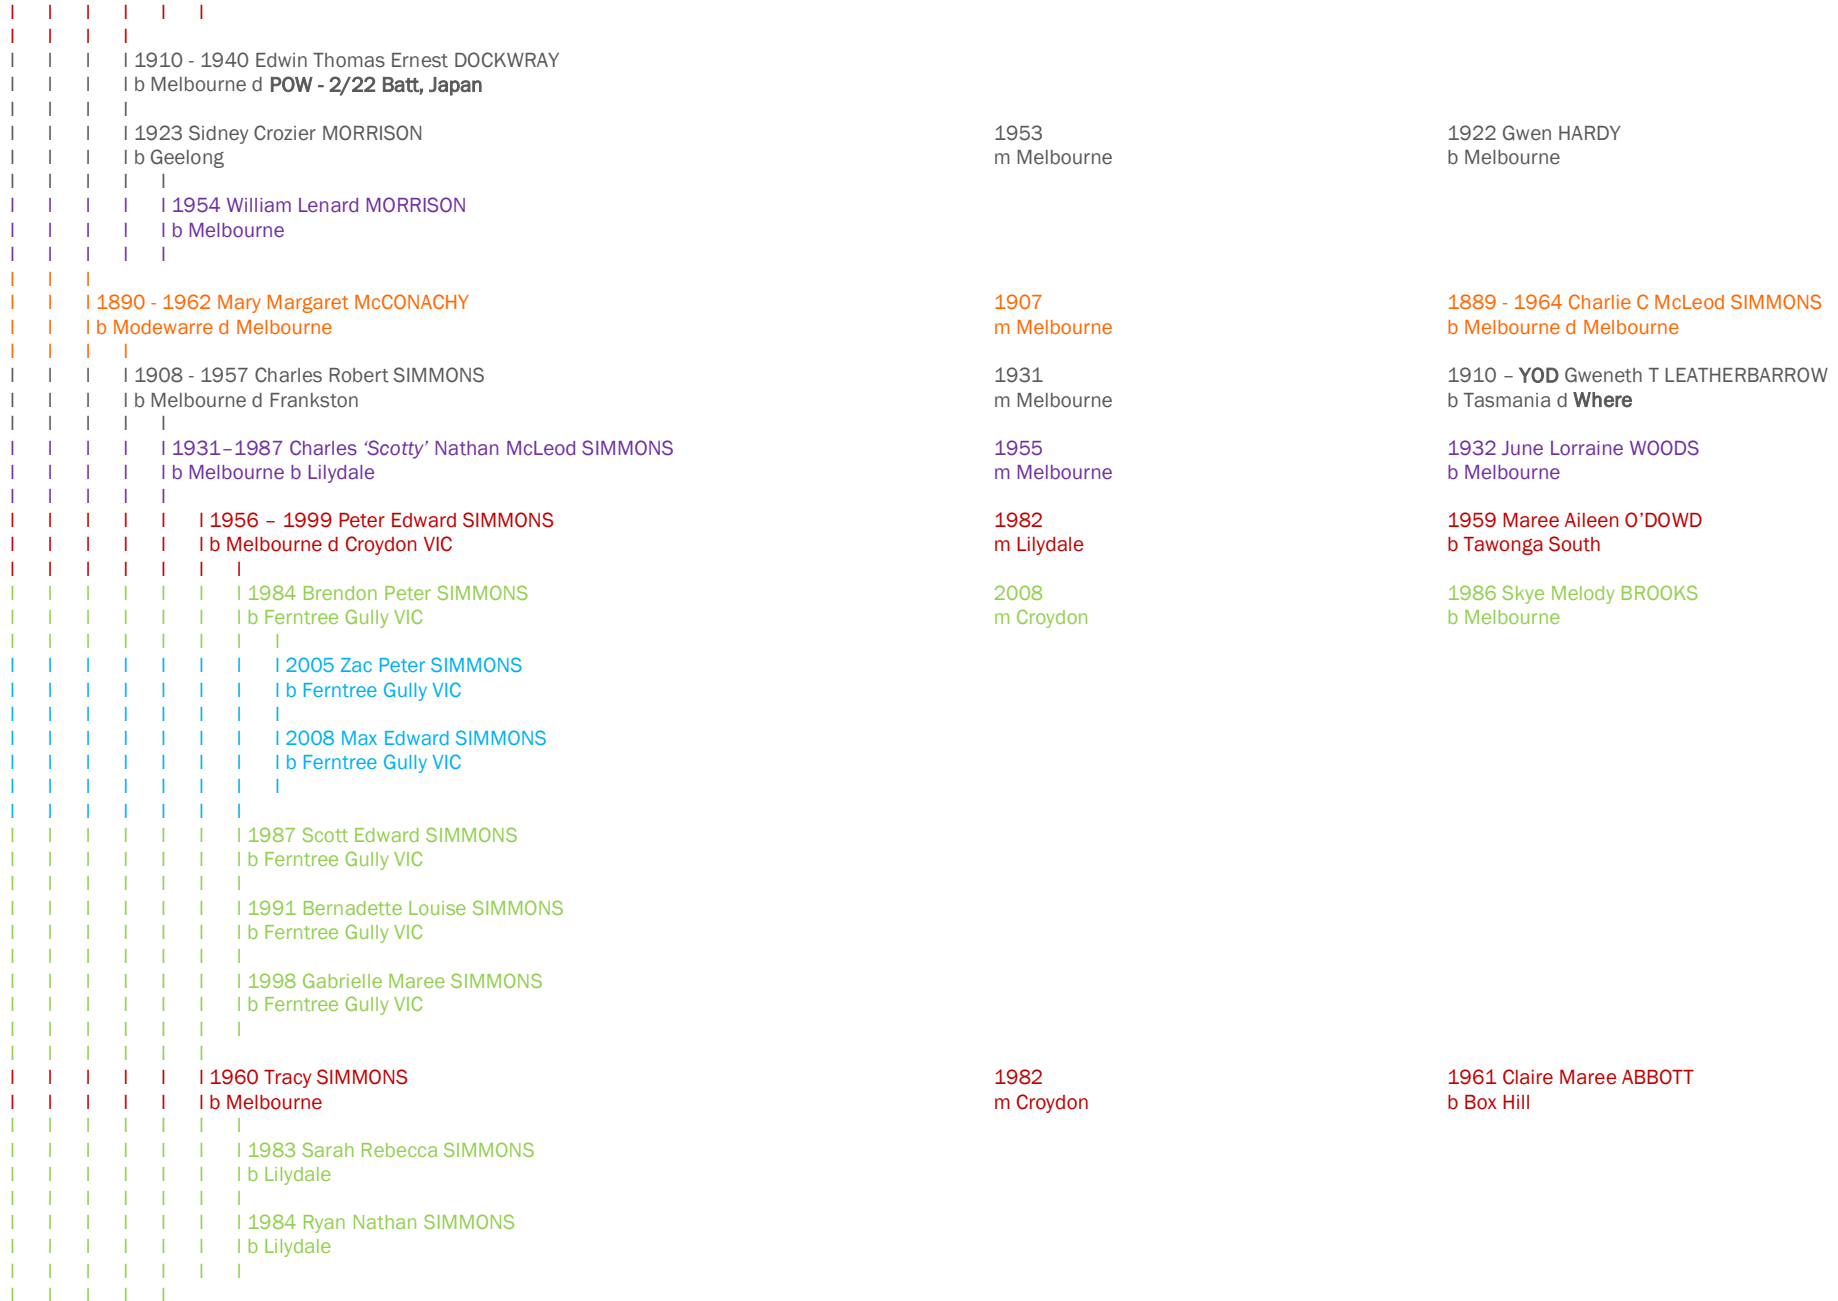 1910 - 1940 Edwin Thomas Ernest DOCKWRAY
b Melbourne d POW - 2/22 Batt, Japan
1923 Sidney Crozier MORRISON 1953 1922 Gwen HARDY
b Geelong m Melbourne b Melbourne
1954 William Lenard MORRISON
b Melbourne
1890 - 1962 Mary Margaret McCONACHY 1907 1889 - 1964 Charlie C McLeod SIMMONS
b Modewarre d Melbourne m Melbourne b Melbourne d Melbourne
1908 - 1957 Charles Robert SIMMONS 1931 1910 – YOD Gweneth T LEATHERBARROW
b Melbourne d Frankston m Melbourne b Tasmania d Where
1931–1987 Charles ‘Scotty’ Nathan McLeod SIMMONS 1955 1932 June Lorraine WOODS
b Melbourne b Lilydale m Melbourne b Melbourne
1956 – 1999 Peter Edward SIMMONS 1982 1959 Maree Aileen O’DOWD
b Melbourne d Croydon VIC m Lilydale b Tawonga South
1984 Brendon Peter SIMMONS 2008 1986 Skye Melody BROOKS
b Ferntree Gully VIC m Croydon b Melbourne
2005 Zac Peter SIMMONS
b Ferntree Gully VIC
2008 Max Edward SIMMONS
b Ferntree Gully VIC
1987 Scott Edward SIMMONS
b Ferntree Gully VIC
1991 Bernadette Louise SIMMONS
b Ferntree Gully VIC
1998 Gabrielle Maree SIMMONS
b Ferntree Gully VIC
1960 Tracy SIMMONS 1982 1961 Claire Maree ABBOTT
b Melbourne m Croydon b Box Hill
1983 Sarah Rebecca SIMMONS
b Lilydale
1984 Ryan Nathan SIMMONS
b Lilydale